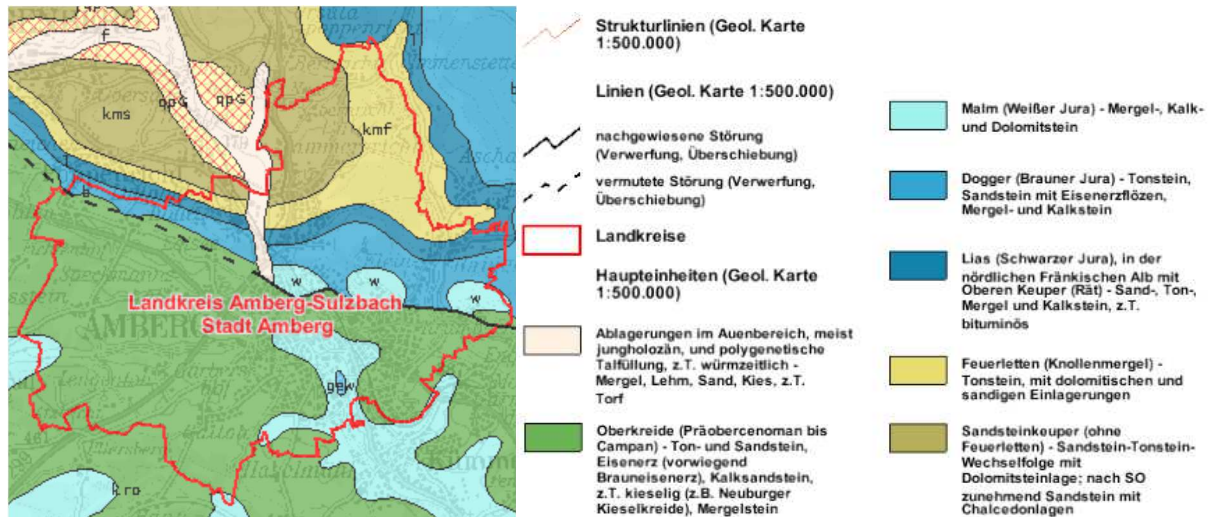 f
qpG
qpG
kms
kmf
w
w
w
Landkreis Amberg-Sulzbach
Stadt Amberg
AMBERG
gew
kro
Strukturlinien (Geol. Karte
1:500.000)
Linien (Geol. Karte 1:500.000)
nachgewiesene Störung
(Verwerfung, Überschiebung)
vermutete Störung (Verwerfung,
Überschiebung)
Landkreise
Haupteinheiten (Geol. Karte
1:500.000)
Ablagerungen im Auenbereich, meist
jungholozän, und polygenetische
Talfüllung, z.T. würmzeitlich -
Mergel, Lehm, Sand, Kies, z.T.
Torf
Oberkreide (Präobercenoman bis
Campan) - Ton- und Sandstein,
Eisenerz (vorwiegend
Brauneisenerz), Kalksandstein,
z.T. kieselig (z.B. Neuburger
Kieselkreide), Mergelstein
Malm (Weißer Jura) - Mergel-, Kalk-
und Dolomitstein
Dogger (Brauner Jura) - Tonstein,
Sandstein mit Eisenerzflözen,
Mergel- und Kalkstein
Lias (Schwarzer Jura), in der
nördlichen Fränkischen Alb mit
Oberen Keuper (Rät) - Sand-, Ton-,
Mergel und Kalkstein, z.T.
bituminös
Feuerletten (Knollenmergel) -
Tonstein, mit dolomitischen und
sandigen Einlagerungen
Sandsteinkeuper (ohne
Feuerletten) - Sandstein-Tonstein-
Wechselfolge mit
Dolomitsteinlage; nach SO
zunehmend Sandstein mit
Chalcedonlagen